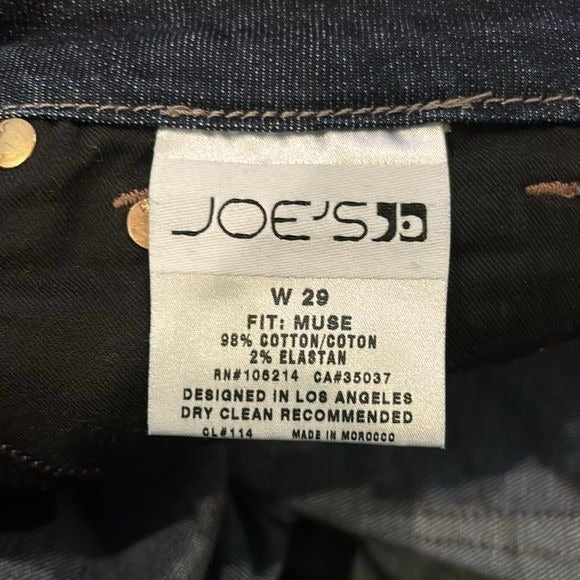 JOE'S
W 29
FIT: MUSE
98% COTTON/COTON
2% ELASTAN
RN#106214 CA#35037
DESIGNED IN LOS ANGELES
DRY CLEAN RECOMMENDED
CL#114 MADE IN MOROCCO